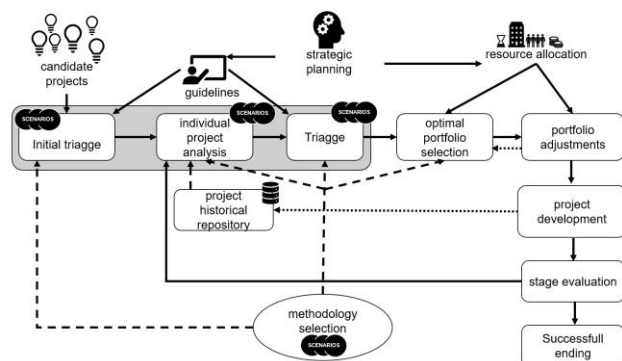 strategic
planning
resource allocation
candidate
projects
guidelines
SCENARIOS
Initial triagge
SCENARIOS
individual
project
analysis
SCENARIOS
Triagge
optimal
portfolio
selection
portfolio
adjustments
project
historical
repository
project
development
stage evaluation
methodology
selection
SCENARIOS
Successfull
ending